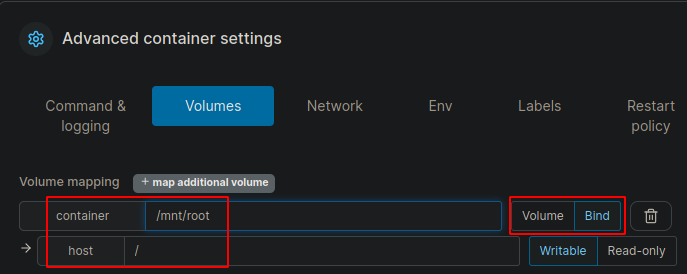 Advanced container settings
Command & logging
Volumes
Network
Env
Labels
Restart policy
Volume mapping
+ map additional volume
container /mnt/root Volume Bind
→ host / Writable Read-only